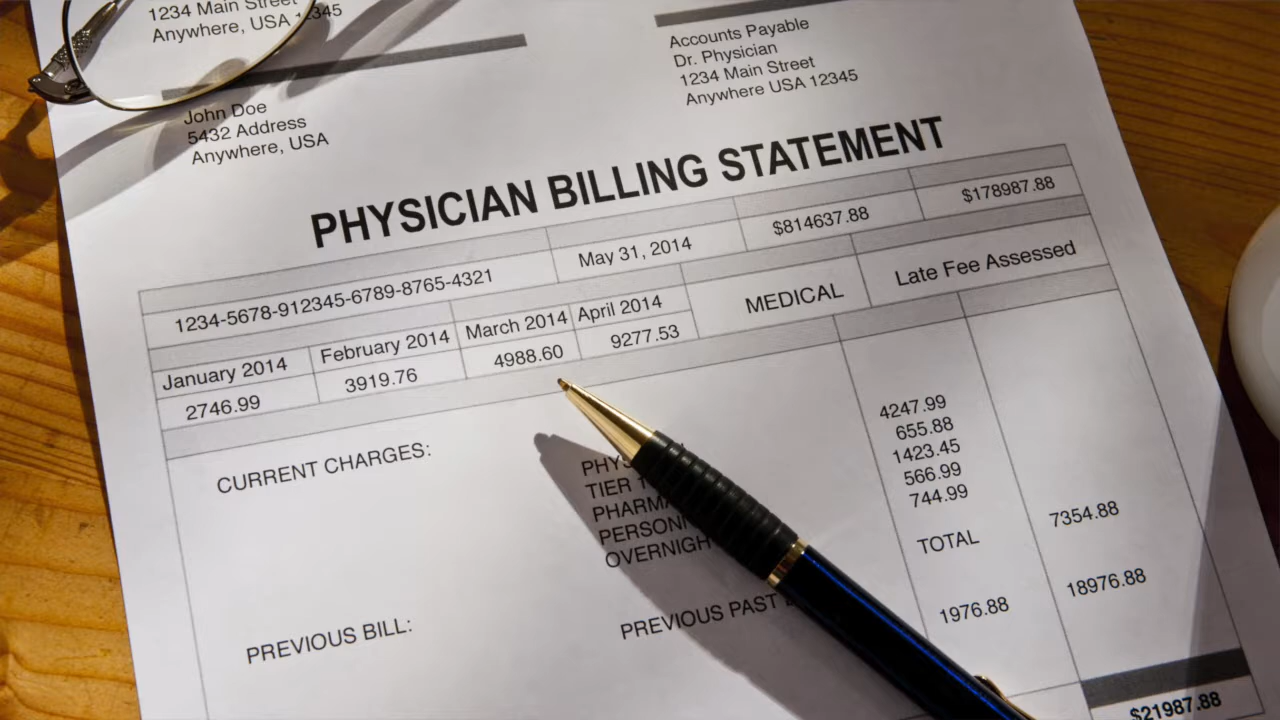 1234 Main Street
Anywhere, USA 12345
Accounts Payable
Dr. Physician
1234 Main Street
Anywhere USA 12345
John Doe
5432 Address
Anywhere, USA
PHYSICIAN BILLING STATEMENT
1234-5678-912345-6789-8765-4321 May 31, 2014 $814637.88 $178987.88
January 2014 February 2014 March 2014 April 2014 MEDICAL Late Fee Assessed
2746.99 3919.76 4988.60 9277.53
CURRENT CHARGES:
4247.99
TIER 655.88
1423.45
566.99
744.99
TOTAL 7354.88
18976.88
PREVIOUS BILL: PREVIOUS PAST 1976.88
$21987.88